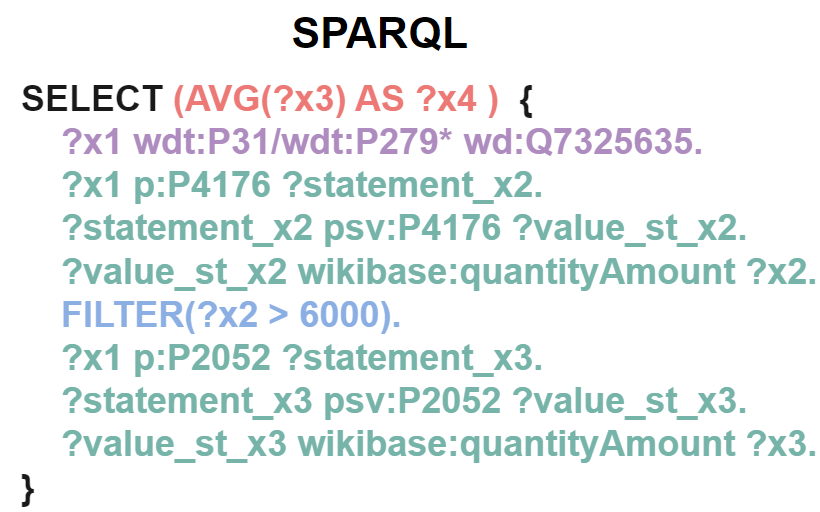 SPARQL
SELECT (AVG(?x3) AS ?x4 ) {
?x1 wdt:P31/wdt:P279* wd:Q7325635.
?x1 p:P4176 ?statement_x2.
?statement_x2 psv:P4176 ?value_st_x2.
?value_st_x2 wikibase:quantityAmount ?x2.
FILTER(?x2 > 6000).
?x1 p:P2052 ?statement_x3.
?statement_x3 psv:P2052 ?value_st_x3.
?value_st_x3 wikibase:quantityAmount ?x3.
}